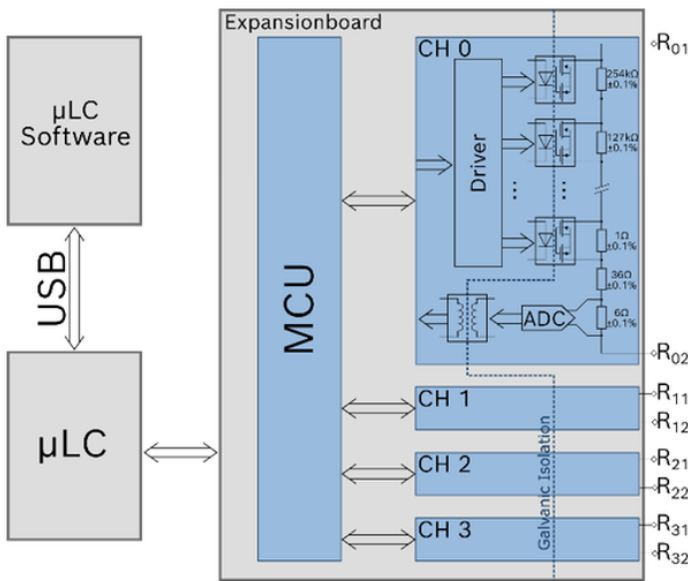 Expansionboard
µLC
Software
USB
µLC
MCU
CH 0
Driver
254kΩ
±0.1%
127kΩ
±0.1%
...
...
1Ω
±0.1%
36Ω
±0.1%
6Ω
±0.1%
ADC
R01
R02
CH 1
R11
R12
CH 2
R21
R22
CH 3
R31
R32
Galvanic Isolation